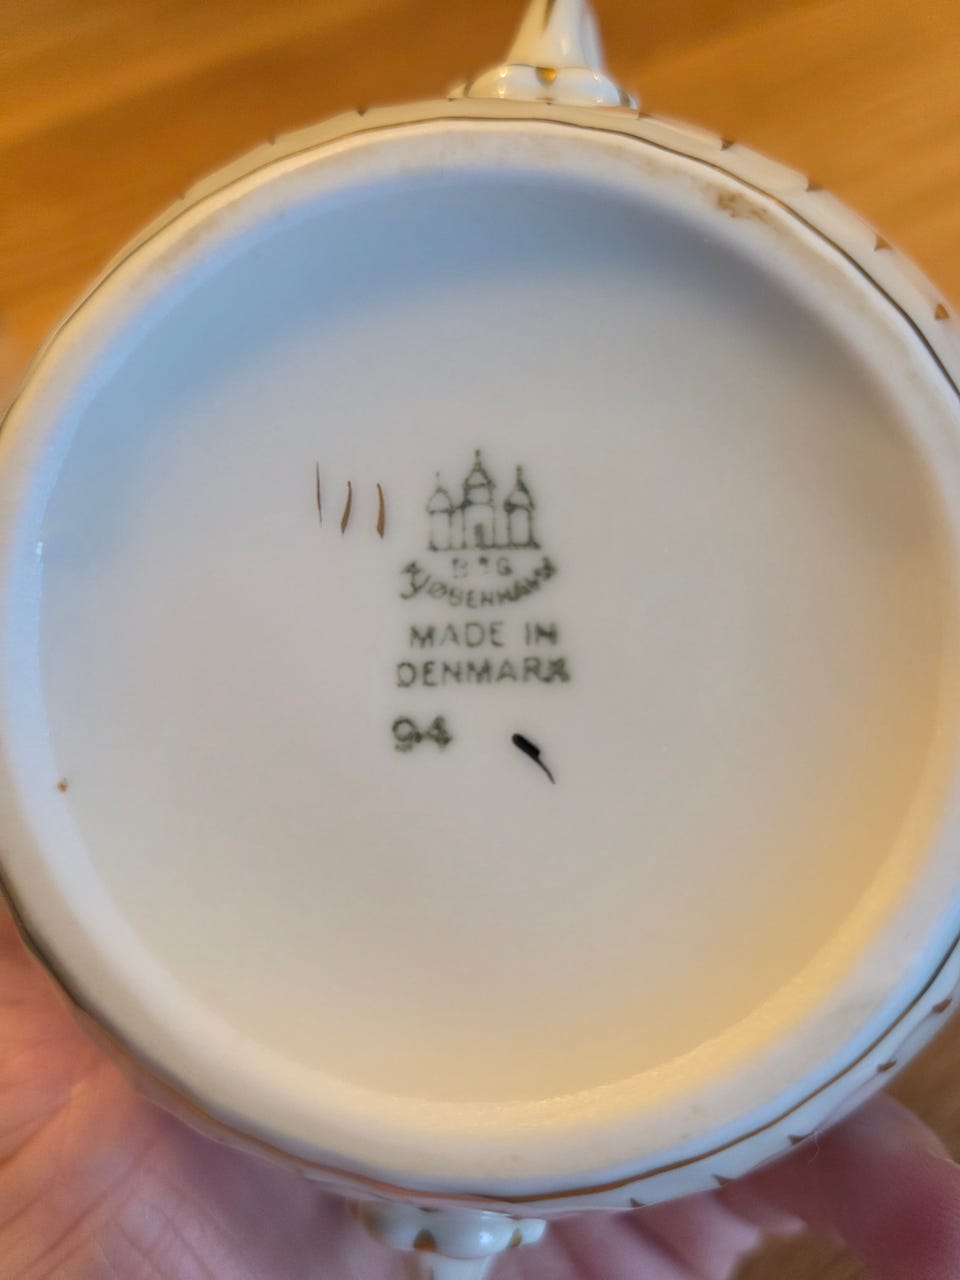 B & G
KJØBENHAVN
MADE IN
DENMARK
94